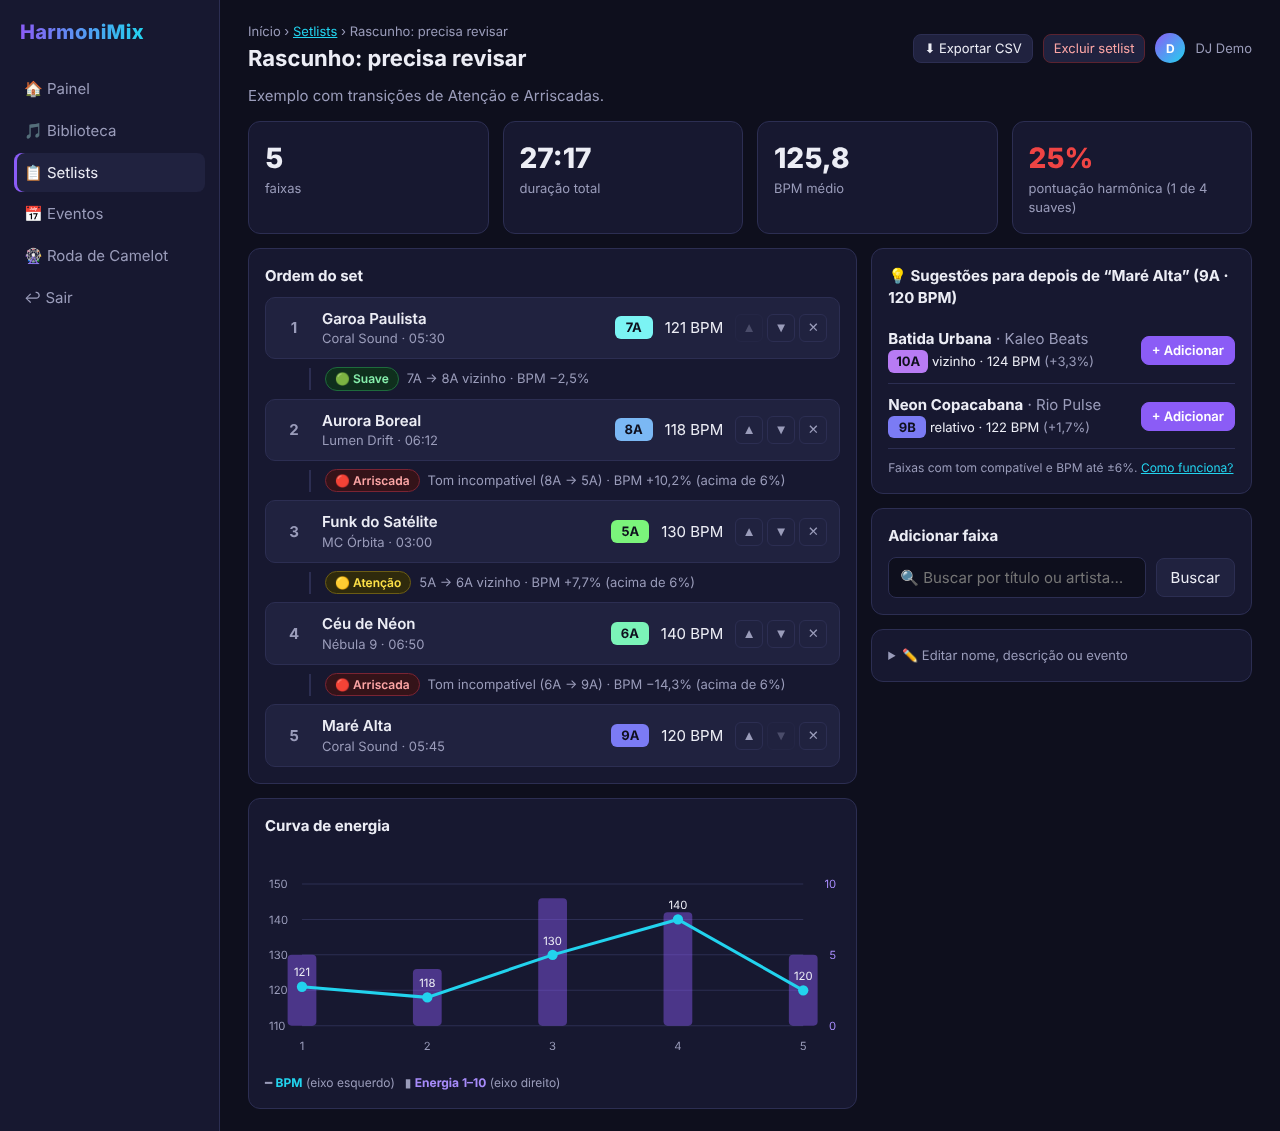 HarmoniMix
🏠 Painel
🎵 Biblioteca
📋 Setlists
📅 Eventos
🎡 Roda de Camelot
↩ Sair
Início › Setlists › Rascunho: precisa revisar
Rascunho: precisa revisar
⬇ Exportar CSV
Excluir setlist
D
DJ Demo
Exemplo com transições de Atenção e Arriscadas.
5
faixas
27:17
duração total
125,8
BPM médio
25%
pontuação harmônica (1 de 4
suaves)
Ordem do set
1
Garoa Paulista
Coral Sound · 05:30
7A
121 BPM
▲ ▼ ✕
🟢 Suave
7A → 8A vizinho · BPM −2,5%
2
Aurora Boreal
Lumen Drift · 06:12
8A
118 BPM
▲ ▼ ✕
🔴 Arriscada
Tom incompatível (8A → 5A) · BPM +10,2% (acima de 6%)
3
Funk do Satélite
MC Órbita · 03:00
5A
130 BPM
▲ ▼ ✕
🟡 Atenção
5A → 6A vizinho · BPM +7,7% (acima de 6%)
4
Céu de Néon
Nébula 9 · 06:50
6A
140 BPM
▲ ▼ ✕
🔴 Arriscada
Tom incompatível (6A → 9A) · BPM −14,3% (acima de 6%)
5
Maré Alta
Coral Sound · 05:45
9A
120 BPM
▲ ▼ ✕
Curva de energia
150
140
130
120
110
10
5
0
121
118
130
140
120
1
2
3
4
5
━ BPM (eixo esquerdo) ▮ Energia 1–10 (eixo direito)
💡 Sugestões para depois de “Maré Alta” (9A ·
120 BPM)
Batida Urbana · Kaleo Beats
10A vizinho · 124 BPM (+3,3%)
+ Adicionar
Neon Copacabana · Rio Pulse
9B relativo · 122 BPM (+1,7%)
+ Adicionar
Faixas com tom compatível e BPM até ±6%. Como funciona?
Adicionar faixa
🔍 Buscar por título ou artista...
Buscar
▶ ✏️ Editar nome, descrição ou evento